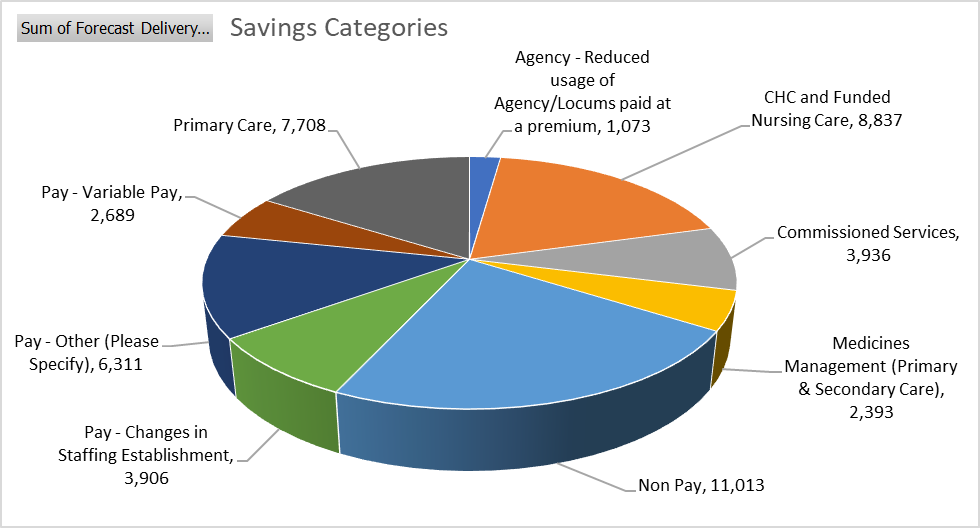 Sum of Forecast Delivery...
Savings Categories
Agency - Reduced
usage of
Agency/Locums paid at
a premium, 1,073
CHC and Funded
Nursing Care, 8,837
Commissioned Services,
3,936
Medicines
Management (Primary
& Secondary Care),
2,393
Non Pay, 11,013
Pay - Changes in
Staffing Establishment,
3,906
Pay - Other (Please
Specify), 6,311
Pay - Variable Pay,
2,689
Primary Care, 7,708